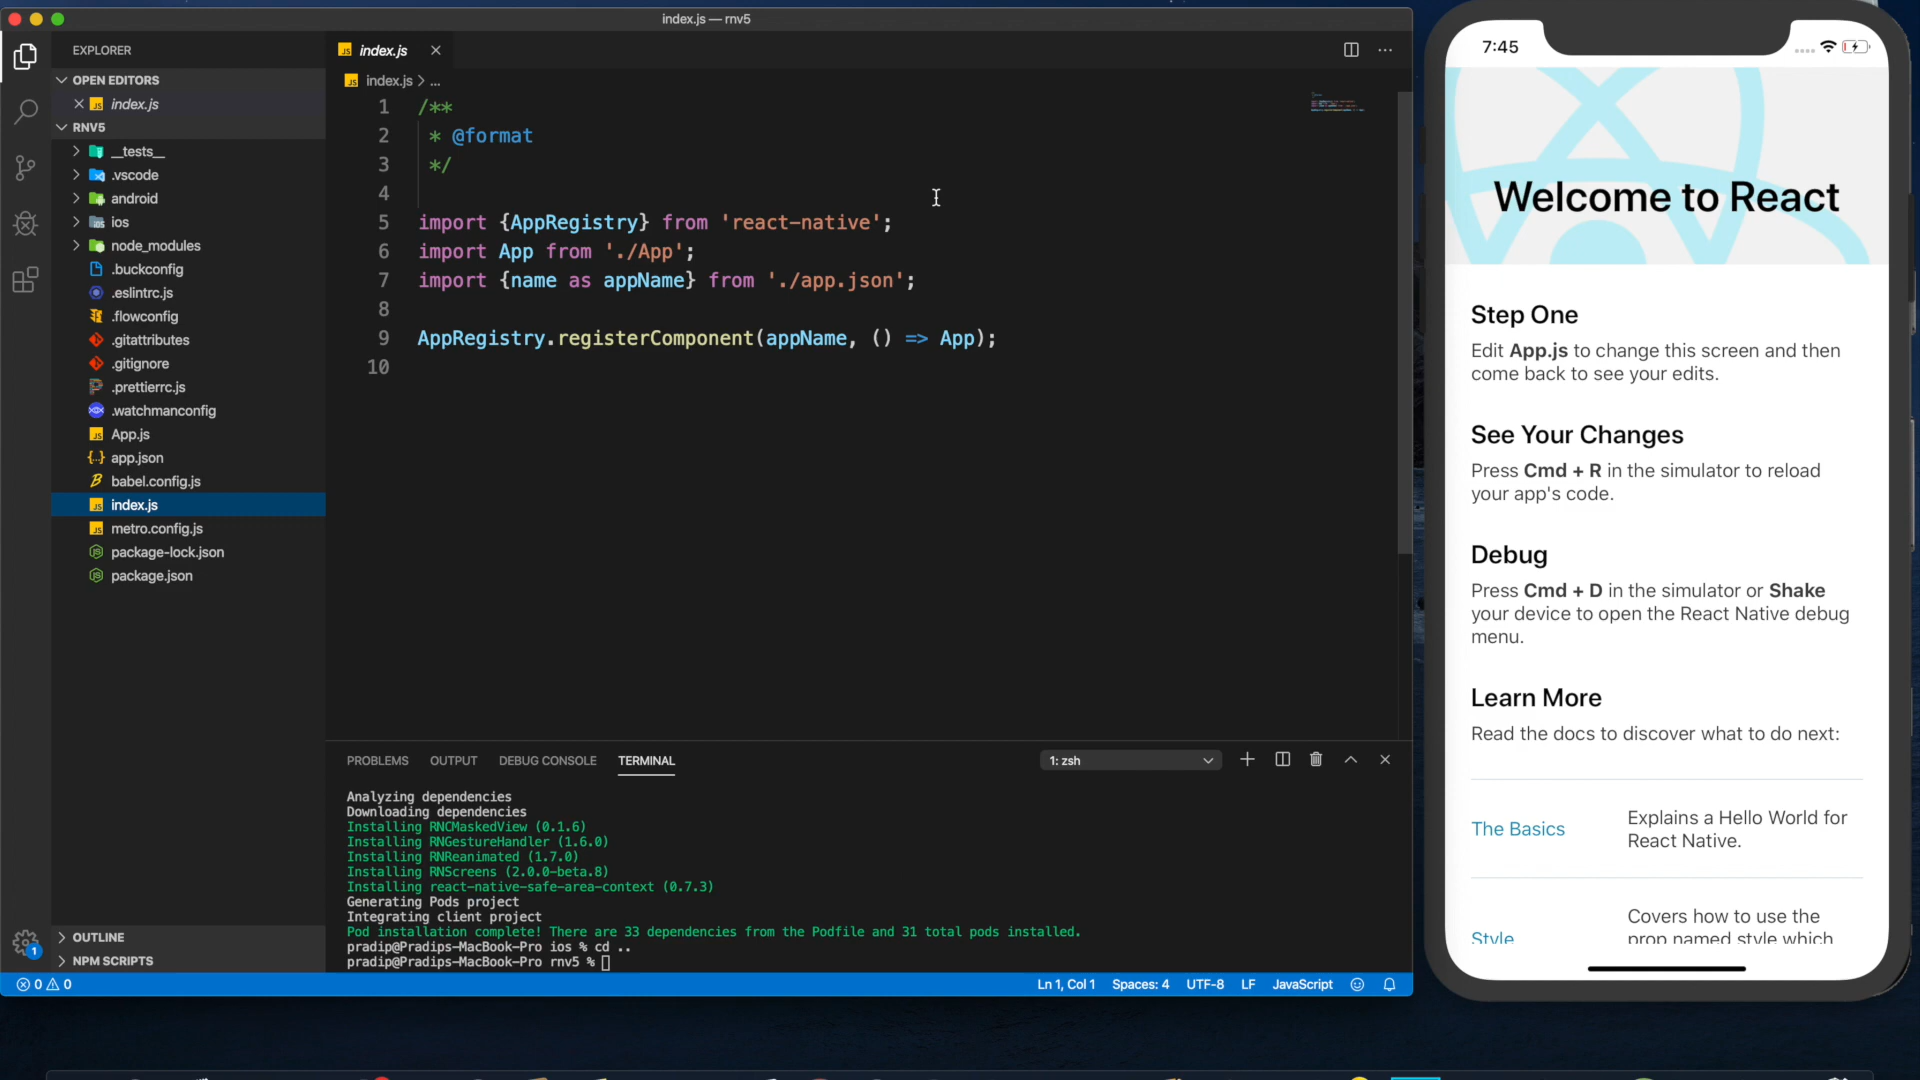 index.js — rnv5
EXPLORER
OPEN EDITORS
index.js
RNV5
__tests__
.vscode
android
ios
node_modules
.buckconfig
.eslintrc.js
.flowconfig
.gitattributes
.gitignore
.prettierrc.js
.watchmanconfig
App.js
app.json
babel.config.js
index.js
metro.config.js
package-lock.json
package.json
OUTLINE
NPM SCRIPTS
1
index.js
index.js > ...
1 /**
2  * @format
3  */
4
5 import {AppRegistry} from 'react-native';
6 import App from './App';
7 import {name as appName} from './app.json';
8
9 AppRegistry.registerComponent(appName, () => App);
10
PROBLEMS OUTPUT DEBUG CONSOLE TERMINAL 1: zsh
Analyzing dependencies
Downloading dependencies
Installing RNCMaskedView (0.1.6)
Installing RNGestureHandler (1.6.0)
Installing RNReanimated (1.7.0)
Installing RNScreens (2.0.0-beta.8)
Installing react-native-safe-area-context (0.7.3)
Generating Pods project
Integrating client project
Pod installation complete! There are 33 dependencies from the Podfile and 31 total pods installed.
pradip@Pradips-MacBook-Pro ios % cd ..
pradip@Pradips-MacBook-Pro rnv5 %
0 0 Ln 1, Col 1 Spaces: 4 UTF-8 LF JavaScript
7:45
Welcome to React
Step One
Edit App.js to change this screen and then
come back to see your edits.
See Your Changes
Press Cmd + R in the simulator to reload
your app's code.
Debug
Press Cmd + D in the simulator or Shake
your device to open the React Native debug
menu.
Learn More
Read the docs to discover what to do next:
The Basics
Explains a Hello World for
React Native.
Style
Covers how to use the
prop named style which